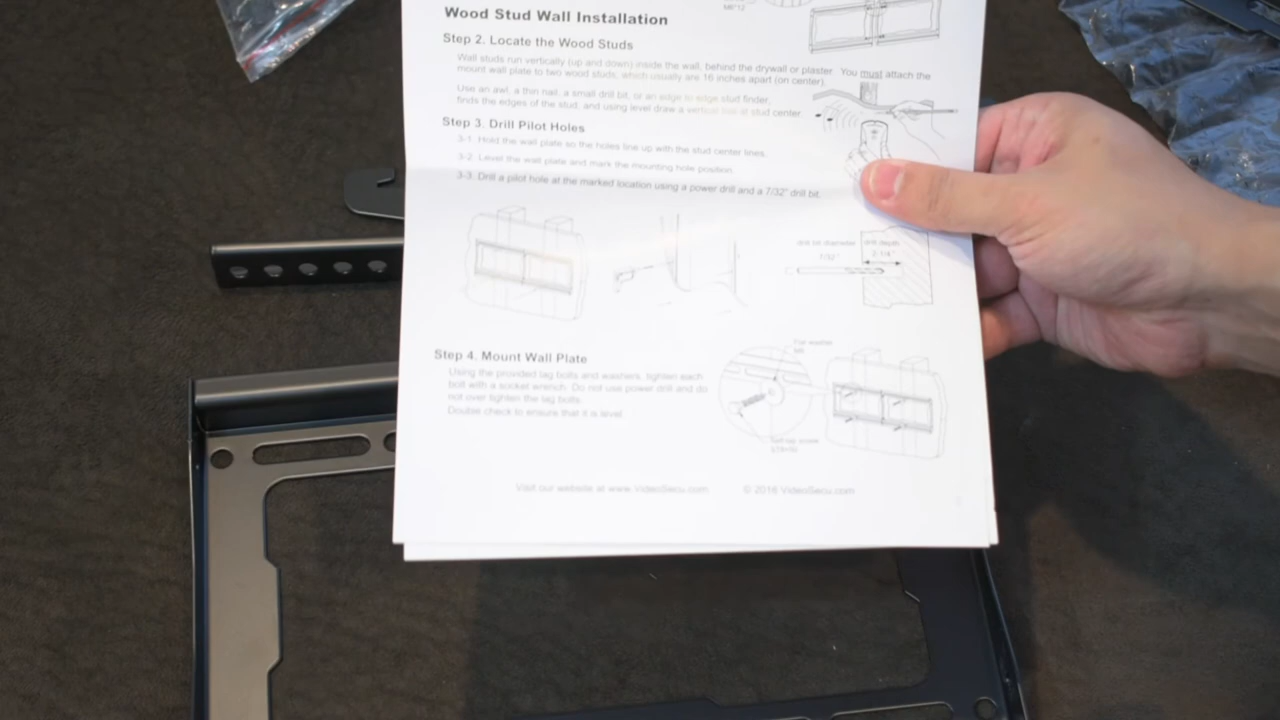 M8*12
Wood Stud Wall Installation
Step 2. Locate the Wood Studs
Wall studs run vertically (up and down) inside the wall, behind the drywall or plaster. You must attach the
mount wall plate to two wood studs, which usually are 16 inches apart (on center).
Use an awl, a thin nail, a small drill bit, or an edge to edge stud finder,
finds the edges of the stud, and using level draw a vertical line at stud center.
Step 3. Drill Pilot Holes
3-1. Hold the wall plate so the holes line up with the stud center lines.
3-2. Level the wall plate and mark the mounting hole position.
3-3. Drill a pilot hole at the marked location using a power drill and a 7/32" drill bit.
drill bit diameter
7/32"
drill depth
2-1/4"
Step 4. Mount Wall Plate
Using the provided lag bolts and washers, tighten each
bolt with a socket wrench. Do not use power drill and do
not over tighten the lag bolts.
Double check to ensure that it is level.
Flat washer
Visit our website at www.VideoSecu.com
© 2016 VideoSecu.com